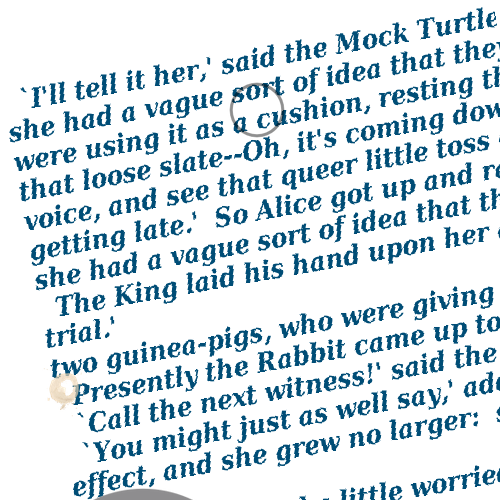 `I'll tell it her,' said the Mock Turtle
she had a vague sort of idea that they
were using it as a cushion, resting
that loose slate--Oh, it's coming
voice, and see that queer little toss
getting late.'  So Alice got up and
she had a vague sort of idea that
The King laid his hand upon her
trial.'
two guinea-pigs, who were giving
Presently the Rabbit came up to
`Call the next witness!' said the
`You might just as well say,'
effect, and she grew no larger:
little